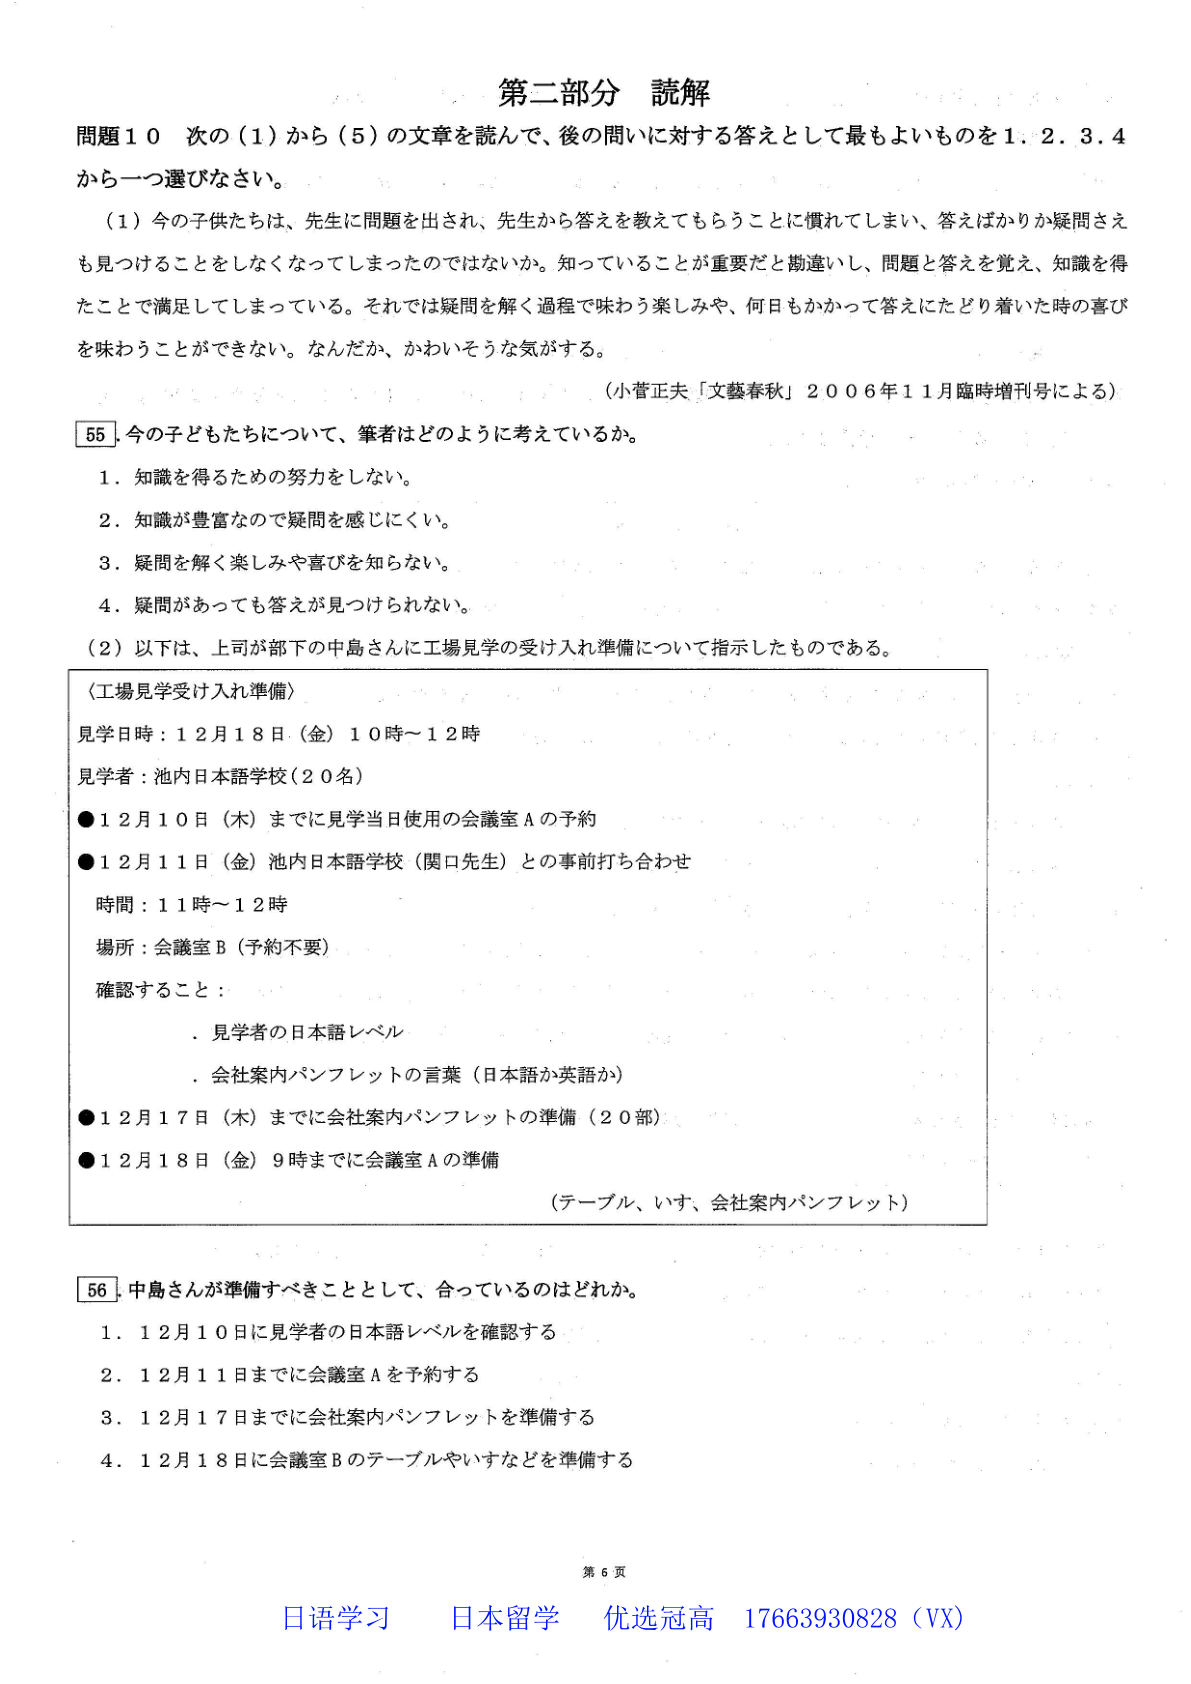 第二部分　読解
問題１０　次の（１）から（５）の文章を読んで、後の問いに対する答えとして最もよいものを１．２．３．４
から一つ選びなさい。
（１）今の子供たちは、先生に問題を出され、先生から答えを教えてもらうことに慣れてしまい、答えばかりか疑問さえ
も見つけることをしなくなってしまったのではないか。知っていることが重要だと勘違いし、問題と答えを覚え、知識を得
たことで満足してしまっている。それでは疑問を解く過程で味わう楽しみや、何日もかかって答えにたどり着いた時の喜び
を味わうことができない。なんだか、かわいそうな気がする。
（小菅正夫「文藝春秋」２００６年１１月臨時増刊号による）
55．今の子どもたちについて、筆者はどのように考えているか。
１．知識を得るための努力をしない。
２．知識が豊富なので疑問を感じにくい。
３．疑問を解く楽しみや喜びを知らない。
４．疑問があっても答えが見つけられない。
（２）以下は、上司が部下の中島さんに工場見学の受け入れ準備について指示したものである。
〈工場見学受け入れ準備〉
見学日時：１２月１８日（金）１０時～１２時
見学者：池内日本語学校（２０名）
●１２月１０日（木）までに見学当日使用の会議室Ａの予約
●１２月１１日（金）池内日本語学校（関口先生）との事前打ち合わせ
時間：１１時～１２時
場所：会議室Ｂ（予約不要）
確認すること：
．見学者の日本語レベル
．会社案内パンフレットの言葉（日本語か英語か）
●１２月１７日（木）までに会社案内パンフレットの準備（２０部）
●１２月１８日（金）９時までに会議室Ａの準備
（テーブル、いす、会社案内パンフレット）
56．中島さんが準備すべきこととして、合っているのはどれか。
１．１２月１０日に見学者の日本語レベルを確認する
２．１２月１１日までに会議室Ａを予約する
３．１２月１７日までに会社案内パンフレットを準備する
４．１２月１８日に会議室Ｂのテーブルやいすなどを準備する
第 6 页
日语学习　日本留学　优选冠高　17663930828（VX）